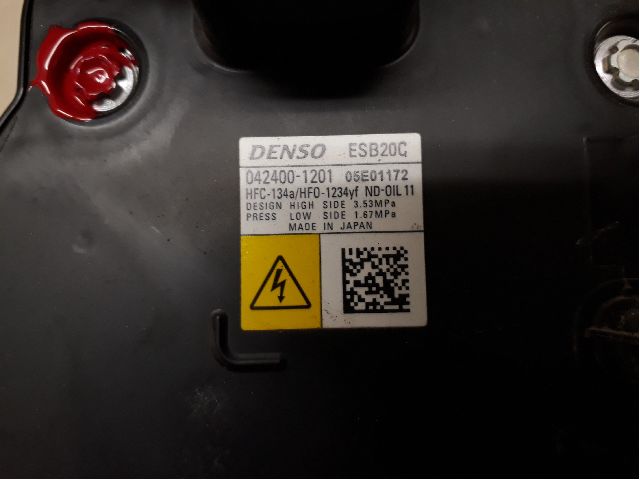 DENSO ESB20C
042400-1201 05E01172
HFC-134a/HFO-1234yf ND-OIL 11
DESIGN HIGH SIDE 3.53MPa
PRESS LOW SIDE 1.67MPa
MADE IN JAPAN